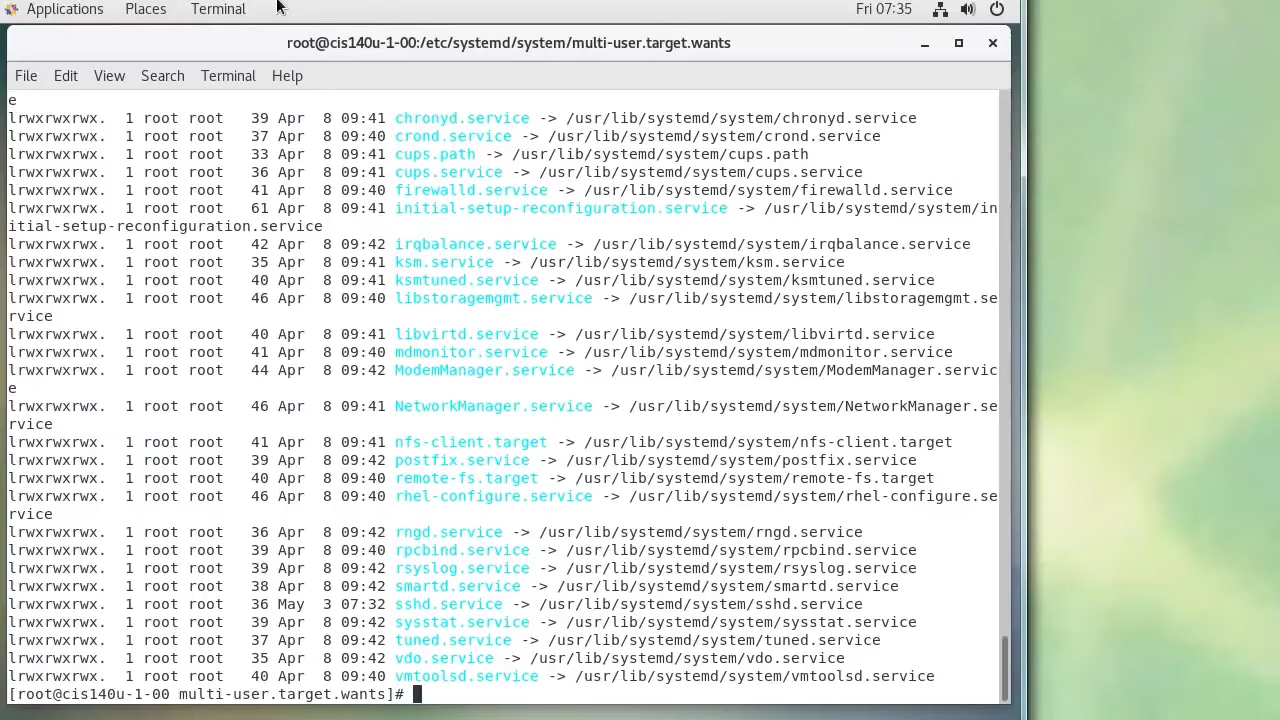 Applications Places Terminal Fri 07:35
root@cis140u-1-00:/etc/systemd/system/multi-user.target.wants
File Edit View Search Terminal Help
e
lrwxrwxrwx. 1 root root 39 Apr 8 09:41 chronyd.service -> /usr/lib/systemd/system/chronyd.service
lrwxrwxrwx. 1 root root 37 Apr 8 09:41 crond.service -> /usr/lib/systemd/system/crond.service
lrwxrwxrwx. 1 root root 33 Apr 8 09:41 cups.path -> /usr/lib/systemd/system/cups.path
lrwxrwxrwx. 1 root root 36 Apr 8 09:41 cups.service -> /usr/lib/systemd/system/cups.service
lrwxrwxrwx. 1 root root 41 Apr 8 09:40 firewalld.service -> /usr/lib/systemd/system/firewalld.service
lrwxrwxrwx. 1 root root 61 Apr 8 09:41 initial-setup-reconfiguration.service -> /usr/lib/systemd/system/in
itial-setup-reconfiguration.service
lrwxrwxrwx. 1 root root 42 Apr 8 09:42 irqbalance.service -> /usr/lib/systemd/system/irqbalance.service
lrwxrwxrwx. 1 root root 35 Apr 8 09:41 ksm.service -> /usr/lib/systemd/system/ksm.service
lrwxrwxrwx. 1 root root 40 Apr 8 09:41 ksmtuned.service -> /usr/lib/systemd/system/ksmtuned.service
lrwxrwxrwx. 1 root root 46 Apr 8 09:40 libstoragemgmt.service -> /usr/lib/systemd/system/libstoragemgmt.se
rvice
lrwxrwxrwx. 1 root root 40 Apr 8 09:41 libvirtd.service -> /usr/lib/systemd/system/libvirtd.service
lrwxrwxrwx. 1 root root 41 Apr 8 09:40 mdmonitor.service -> /usr/lib/systemd/system/mdmonitor.service
lrwxrwxrwx. 1 root root 44 Apr 8 09:42 ModemManager.service -> /usr/lib/systemd/system/ModemManager.servic
e
lrwxrwxrwx. 1 root root 46 Apr 8 09:41 NetworkManager.service -> /usr/lib/systemd/system/NetworkManager.se
rvice
lrwxrwxrwx. 1 root root 41 Apr 8 09:41 nfs-client.target -> /usr/lib/systemd/system/nfs-client.target
lrwxrwxrwx. 1 root root 39 Apr 8 09:42 postfix.service -> /usr/lib/systemd/system/postfix.service
lrwxrwxrwx. 1 root root 40 Apr 8 09:40 remote-fs.target -> /usr/lib/systemd/system/remote-fs.target
lrwxrwxrwx. 1 root root 46 Apr 8 09:40 rhel-configure.service -> /usr/lib/systemd/system/rhel-configure.se
rvice
lrwxrwxrwx. 1 root root 36 Apr 8 09:42 rngd.service -> /usr/lib/systemd/system/rngd.service
lrwxrwxrwx. 1 root root 39 Apr 8 09:40 rpcbind.service -> /usr/lib/systemd/system/rpcbind.service
lrwxrwxrwx. 1 root root 39 Apr 8 09:42 rsyslog.service -> /usr/lib/systemd/system/rsyslog.service
lrwxrwxrwx. 1 root root 38 Apr 8 09:42 smartd.service -> /usr/lib/systemd/system/smartd.service
lrwxrwxrwx. 1 root root 36 May 3 07:32 sshd.service -> /usr/lib/systemd/system/sshd.service
lrwxrwxrwx. 1 root root 39 Apr 8 09:42 sysstat.service -> /usr/lib/systemd/system/sysstat.service
lrwxrwxrwx. 1 root root 37 Apr 8 09:42 tuned.service -> /usr/lib/systemd/system/tuned.service
lrwxrwxrwx. 1 root root 35 Apr 8 09:42 vdo.service -> /usr/lib/systemd/system/vdo.service
lrwxrwxrwx. 1 root root 40 Apr 8 09:42 vmtoolsd.service -> /usr/lib/systemd/system/vmtoolsd.service
[root@cis140u-1-00 multi-user.target.wants]#